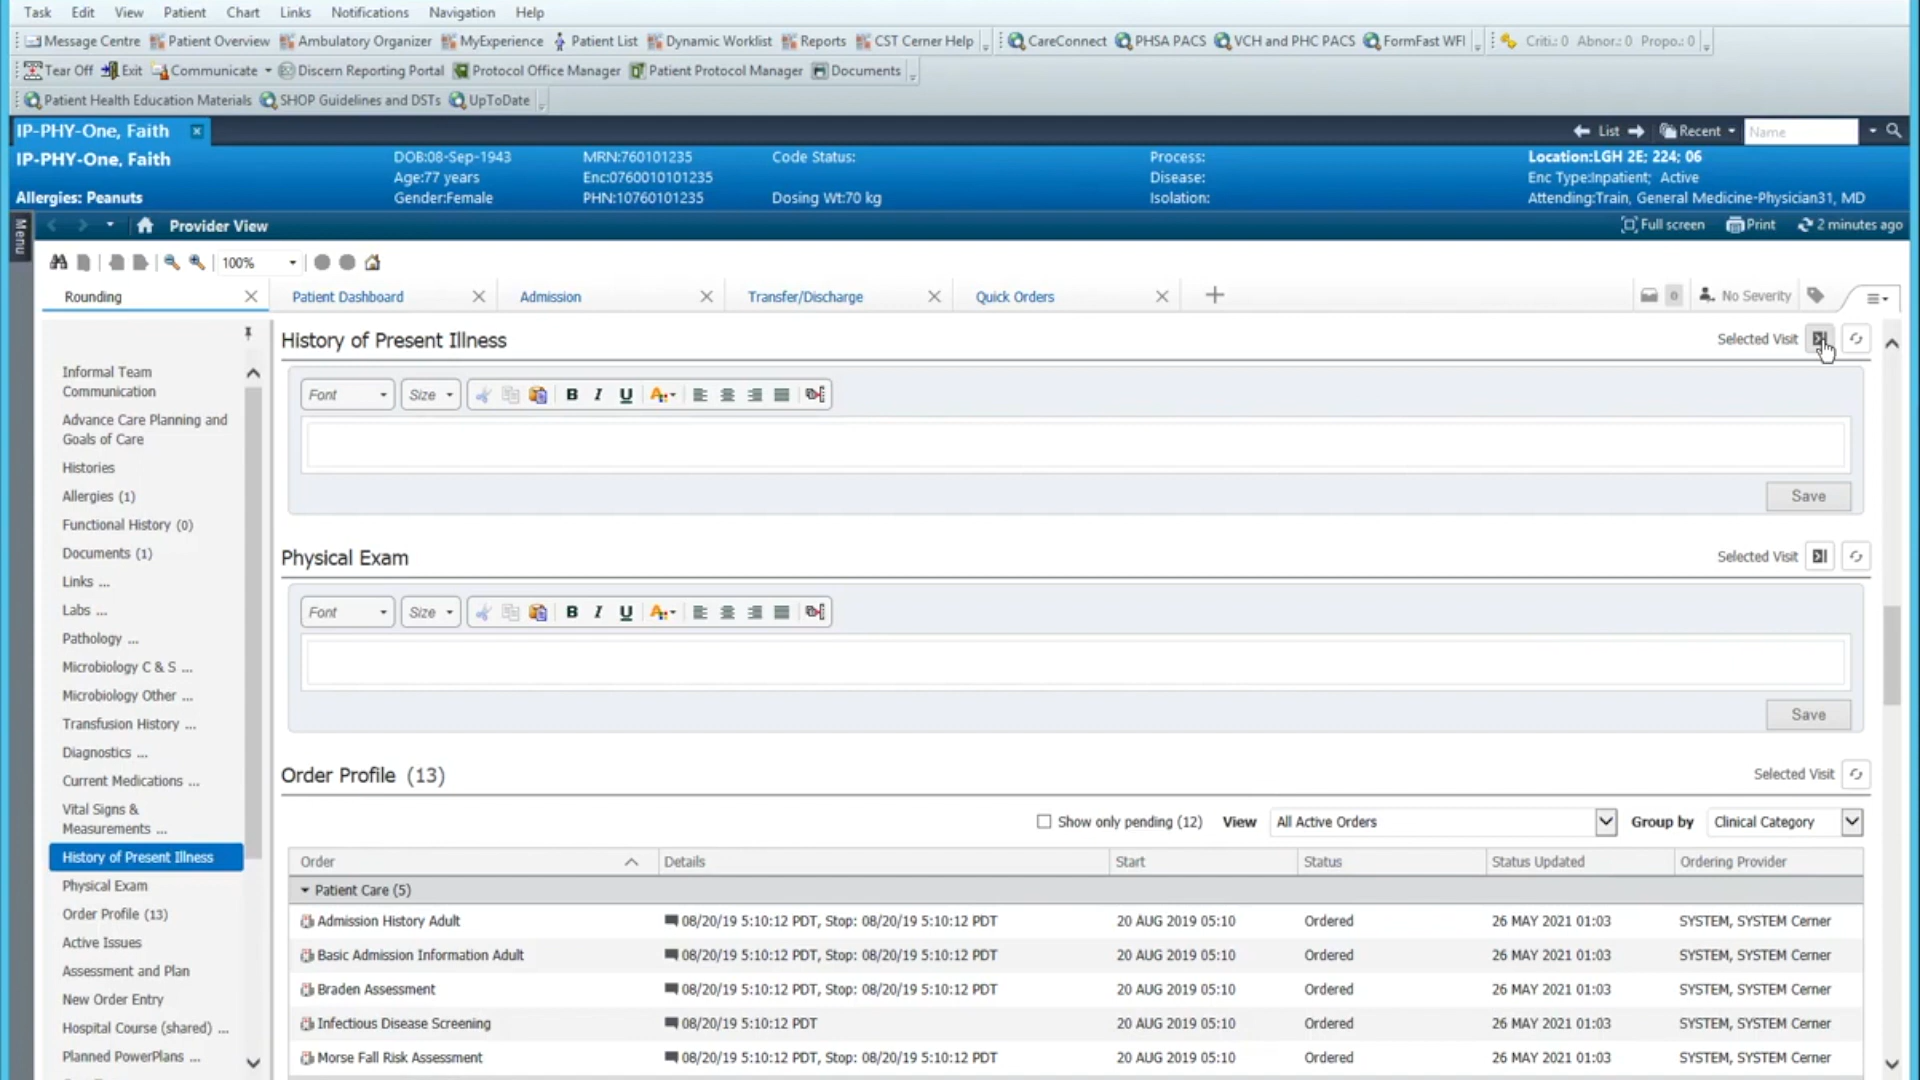 Task Edit View Patient Chart Links Notifications Navigation Help
Message Centre Patient Overview Ambulatory Organizer MyExperience Patient List Dynamic Worklist Reports CST Cerner Help CareConnect PHSA PACS VCH and PHC PACS FormFast WFI Criti.: 0 Abnor.: 0 Propo.: 0
Tear Off Exit Communicate Discern Reporting Portal Protocol Office Manager Patient Protocol Manager Documents
Patient Health Education Materials SHOP Guidelines and DSTs UpToDate
IP-PHY-One, Faith List Recent Name
IP-PHY-One, Faith DOB:08-Sep-1943 MRN:760101235 Code Status: Process: Location:LGH 2E; 224; 06
Age:77 years Enc:0760010101235 Disease: Enc Type:Inpatient; Active
Allergies: Peanuts Gender:Female PHN:10760101235 Dosing Wt:70 kg Isolation: Attending:Train, General Medicine-Physician31, MD
Menu
Provider View Full screen Print 2 minutes ago
100%
Rounding Patient Dashboard Admission Transfer/Discharge Quick Orders 0 No Severity
Informal Team
Communication
Advance Care Planning and
Goals of Care
Histories
Allergies (1)
Functional History (0)
Documents (1)
Links ...
Labs ...
Pathology ...
Microbiology C & S ...
Microbiology Other ...
Transfusion History ...
Diagnostics ...
Current Medications ...
Vital Signs &
Measurements ...
History of Present Illness
Physical Exam
Order Profile (13)
Active Issues
Assessment and Plan
New Order Entry
Hospital Course (shared) ...
Planned PowerPlans ...
History of Present Illness Selected Visit
Font Size B I U A
Save
Physical Exam Selected Visit
Font Size B I U A
Save
Order Profile (13) Selected Visit
Show only pending (12) View All Active Orders Group by Clinical Category
Order Details Start Status Status Updated Ordering Provider
Patient Care (5)
Admission History Adult 08/20/19 5:10:12 PDT, Stop: 08/20/19 5:10:12 PDT 20 AUG 2019 05:10 Ordered 26 MAY 2021 01:03 SYSTEM, SYSTEM Cerner
Basic Admission Information Adult 08/20/19 5:10:12 PDT, Stop: 08/20/19 5:10:12 PDT 20 AUG 2019 05:10 Ordered 26 MAY 2021 01:03 SYSTEM, SYSTEM Cerner
Braden Assessment 08/20/19 5:10:12 PDT, Stop: 08/20/19 5:10:12 PDT 20 AUG 2019 05:10 Ordered 26 MAY 2021 01:03 SYSTEM, SYSTEM Cerner
Infectious Disease Screening 08/20/19 5:10:12 PDT 20 AUG 2019 05:10 Ordered 26 MAY 2021 01:03 SYSTEM, SYSTEM Cerner
Morse Fall Risk Assessment 08/20/19 5:10:12 PDT, Stop: 08/20/19 5:10:12 PDT 20 AUG 2019 05:10 Ordered 26 MAY 2021 01:03 SYSTEM, SYSTEM Cerner